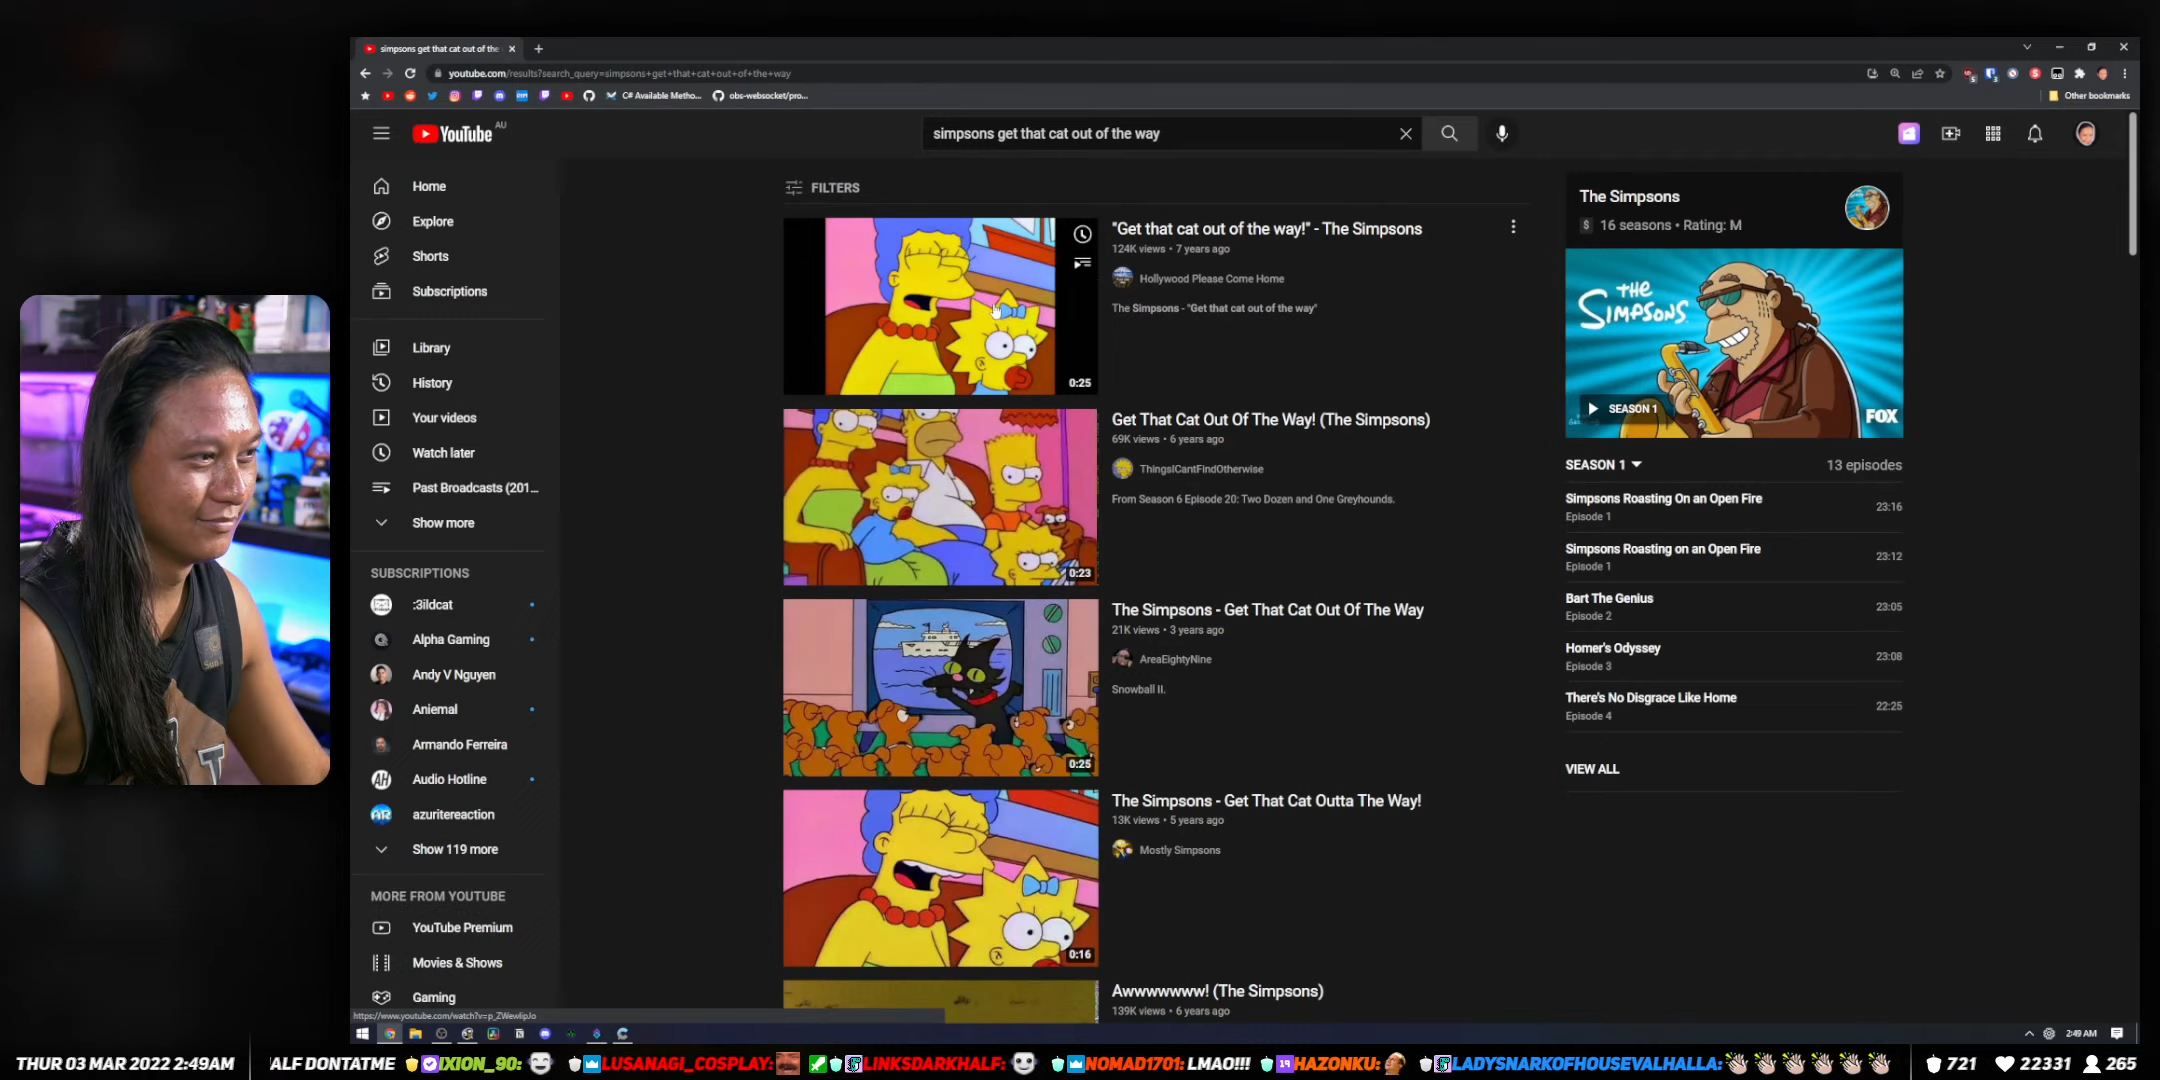 simpsons get that cat out of the
youtube.com/results?search_query=simpsons+get+that+cat+out+of+the+way
C# Available Metho...
obs-websocket/pro...
Other bookmarks
YouTube AU
simpsons get that cat out of the way
Home
Explore
Shorts
Subscriptions
Library
History
Your videos
Watch later
Past Broadcasts (201...
Show more
SUBSCRIPTIONS
:3ildcat
Alpha Gaming
Andy V Nguyen
Aniemal
Armando Ferreira
Audio Hotline
azuritereaction
Show 119 more
MORE FROM YOUTUBE
YouTube Premium
Movies & Shows
Gaming
FILTERS
"Get that cat out of the way!" - The Simpsons
124K views • 7 years ago
Hollywood Please Come Home
The Simpsons - "Get that cat out of the way"
0:25
Get That Cat Out Of The Way! (The Simpsons)
69K views • 6 years ago
ThingsICantFindOtherwise
From Season 6 Episode 20: Two Dozen and One Greyhounds.
0:23
The Simpsons - Get That Cat Out Of The Way
21K views • 3 years ago
AreaEightyNine
Snowball II.
0:25
The Simpsons - Get That Cat Outta The Way!
13K views • 5 years ago
Mostly Simpsons
0:16
Awwwwwww! (The Simpsons)
139K views • 6 years ago
The Simpsons
$ 16 seasons • Rating: M
THE SIMPSONS
SEASON 1
FOX
SEASON 1
13 episodes
Simpsons Roasting On an Open Fire
Episode 1
23:16
Simpsons Roasting on an Open Fire
Episode 1
23:12
Bart The Genius
Episode 2
23:05
Homer's Odyssey
Episode 3
23:08
There's No Disgrace Like Home
Episode 4
22:25
VIEW ALL
https://www.youtube.com/watch?v=p_ZWewlipJo
2:49 AM
THUR 03 MAR 2022 2:49AM
ALF DONTATME IXION_90: LUSANAGI_COSPLAY: LINKSDARKHALF: NOMAD1701: LMAO!!! HAZONKU: LADYSNARKOFHOUSEVALHALLA:
721 22331 265